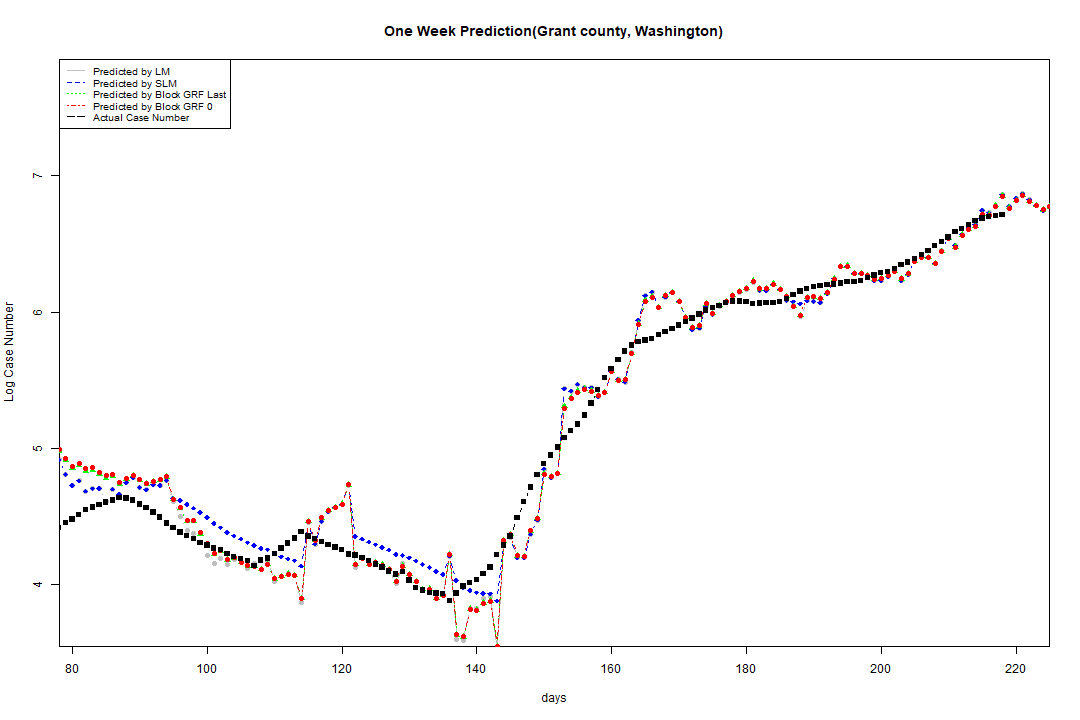 One Week Prediction(Grant county, Washington)
Predicted by LM
Predicted by SLM
Predicted by Block GRF Last
Predicted by Block GRF 0
Actual Case Number
7
6
5
4
Log Case Number
80 100 120 140 160 180 200 220
days